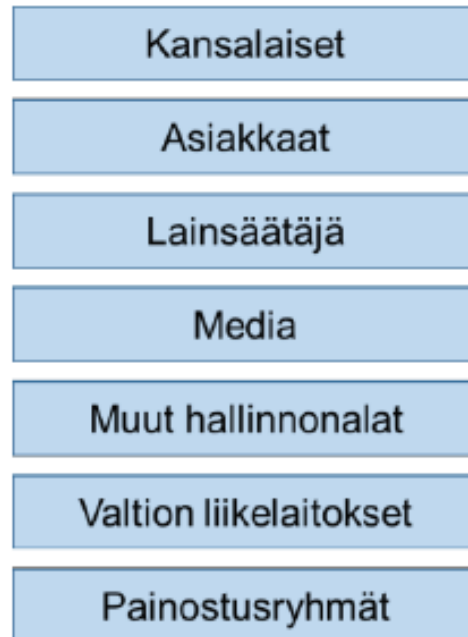 Kansalaiset
Asiakkaat
Lainsäätäjä
Media
Muut hallinnonalat
Valtion liikelaitokset
Painostusryhmät